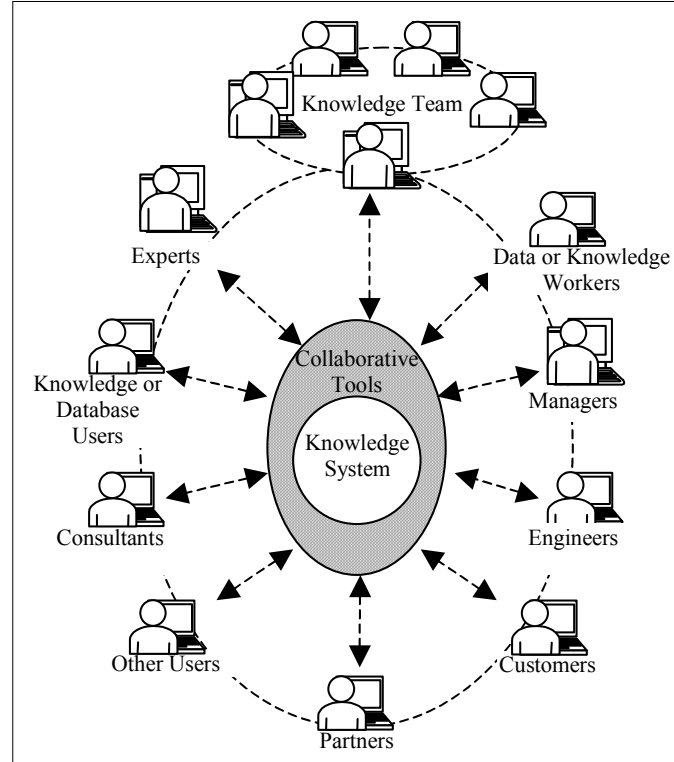 Knowledge Team
Experts
Data or Knowledge
Workers
Collaborative
Tools
Knowledge or
Database
Users
Managers
Knowledge
System
Consultants
Engineers
Other Users
Customers
Partners